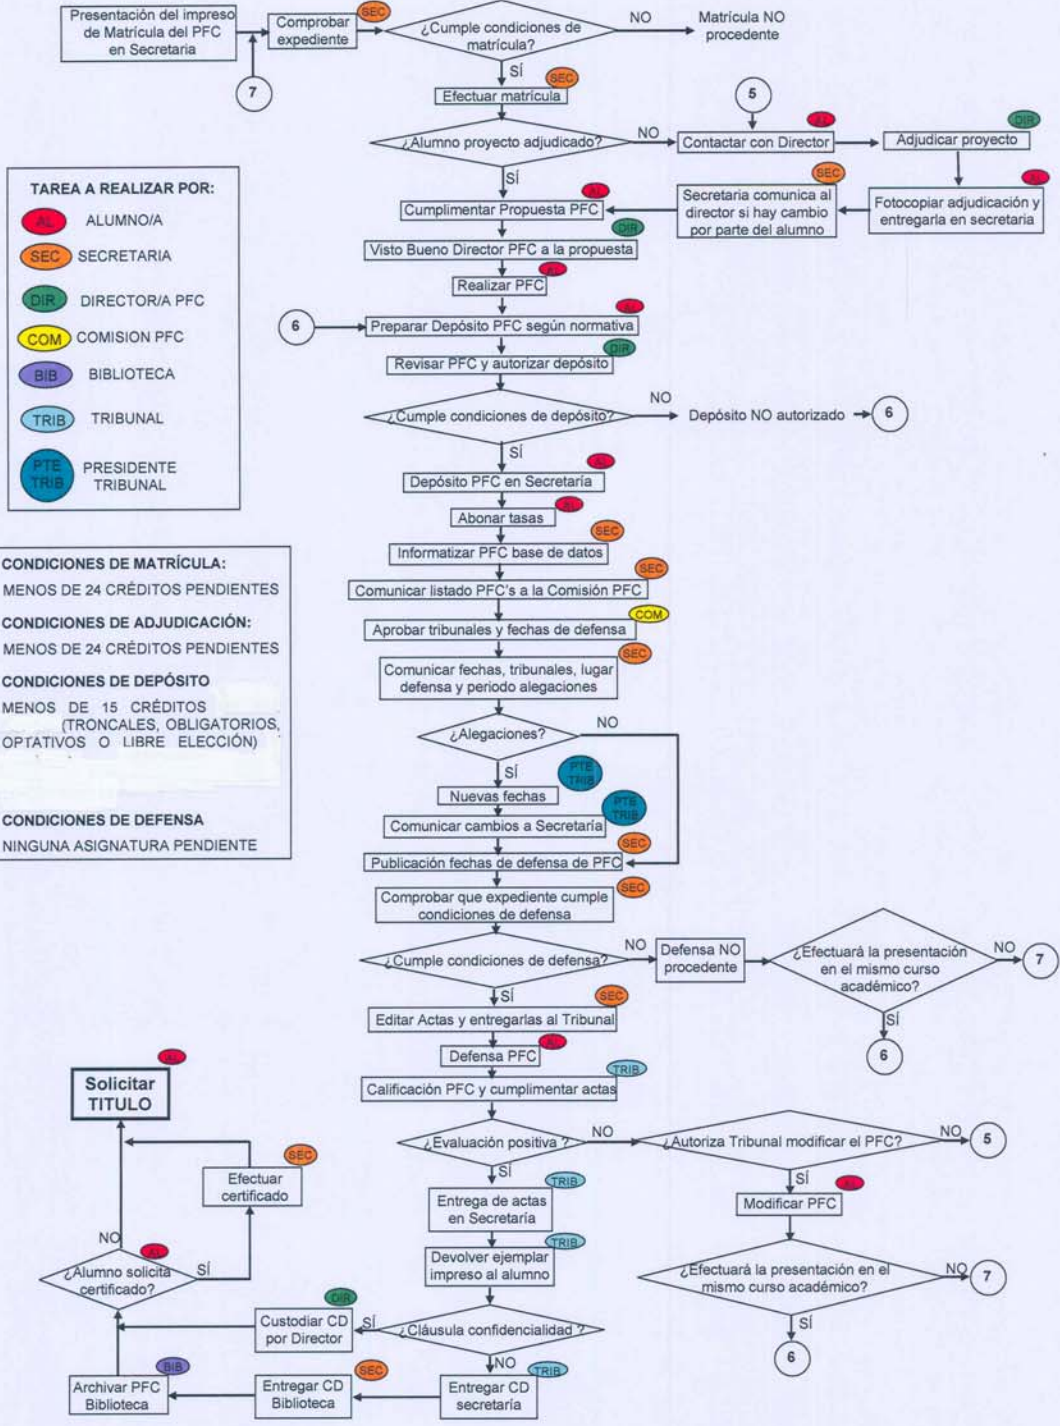 Presentación del impreso
de Matrícula del PFC
en Secretaria
Comprobar
expediente
SEC
¿Cumple condiciones de
matrícula?
NO
Matrícula NO
procedente
7
SÍ
SEC
Efectuar matrícula
5
¿Alumno proyecto adjudicado?
NO
AL
Contactar con Director
DIR
Adjudicar proyecto
SÍ
AL
Cumplimentar Propuesta PFC
SEC
Secretaria comunica al
director si hay cambio
por parte del alumno
AL
Fotocopiar adjudicación y
entregarla en secretaria
DIR
Visto Bueno Director PFC a la propuesta
AL
Realizar PFC
6
AL
Preparar Depósito PFC según normativa
DIR
Revisar PFC y autorizar depósito
¿Cumple condiciones de depósito?
NO
Depósito NO autorizado
6
SÍ
AL
Depósito PFC en Secretaría
AL
Abonar tasas
SEC
Informatizar PFC base de datos
SEC
Comunicar listado PFC's a la Comisión PFC
COM
Aprobar tribunales y fechas de defensa
SEC
Comunicar fechas, tribunales, lugar
defensa y periodo alegaciones
¿Alegaciones?
NO
SÍ
PTE
TRIB
Nuevas fechas
PTE
TRIB
Comunicar cambios a Secretaría
SEC
Publicación fechas de defensa de PFC
SEC
Comprobar que expediente cumple
condiciones de defensa
¿Cumple condiciones de defensa?
NO
Defensa NO
procedente
¿Efectuará la presentación
en el mismo curso
académico?
NO
7
SÍ
6
SÍ
SEC
Editar Actas y entregarlas al Tribunal
AL
Defensa PFC
TRIB
Calificación PFC y cumplimentar actas
¿Evaluación positiva ?
NO
¿Autoriza Tribunal modificar el PFC?
NO
5
SÍ
AL
Modificar PFC
¿Efectuará la presentación en el
mismo curso académico?
NO
7
SÍ
6
SÍ
TRIB
Entrega de actas
en Secretaría
TRIB
Devolver ejemplar
impreso al alumno
¿Cláusula confidencialidad ?
SÍ
DIR
Custodiar CD
por Director
NO
TRIB
Entregar CD
secretaría
SEC
Entregar CD
Biblioteca
BIB
Archivar PFC
Biblioteca
AL
¿Alumno solicita
certificado?
SÍ
SEC
Efectuar
certificado
NO
AL
Solicitar
TITULO
TAREA A REALIZAR POR:
AL ALUMNO/A
SEC SECRETARIA
DIR DIRECTOR/A PFC
COM COMISION PFC
BIB BIBLIOTECA
TRIB TRIBUNAL
PTE PRESIDENTE
TRIB TRIBUNAL
CONDICIONES DE MATRÍCULA:
MENOS DE 24 CRÉDITOS PENDIENTES
CONDICIONES DE ADJUDICACIÓN:
MENOS DE 24 CRÉDITOS PENDIENTES
CONDICIONES DE DEPÓSITO
MENOS DE 15 CRÉDITOS
(TRONCALES, OBLIGATORIOS,
OPTATIVOS O LIBRE ELECCIÓN)
CONDICIONES DE DEFENSA
NINGUNA ASIGNATURA PENDIENTE